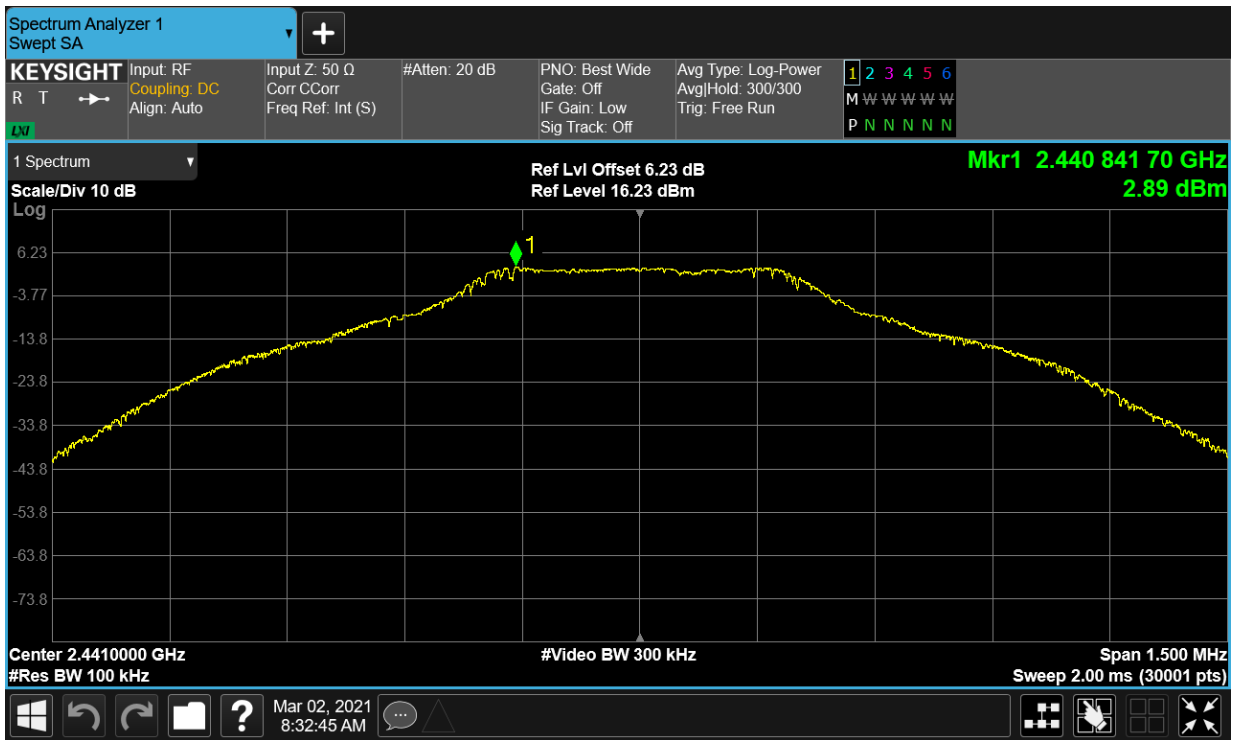 Spectrum Analyzer 1
Swept SA
KEYSIGHT
R T
LXI
Input: RF
Coupling: DC
Align: Auto
Input Z: 50 Ω
Corr CCorr
Freq Ref: Int (S)
#Atten: 20 dB
PNO: Best Wide
Gate: Off
IF Gain: Low
Sig Track: Off
Avg Type: Log-Power
Avg|Hold: 300/300
Trig: Free Run
1 2 3 4 5 6
M W W W W W
P N N N N N
1 Spectrum
Scale/Div 10 dB
Log
Ref Lvl Offset 6.23 dB
Ref Level 16.23 dBm
Mkr1 2.440 841 70 GHz
2.89 dBm
1
6.23
-3.77
-13.8
-23.8
-33.8
-43.8
-53.8
-63.8
-73.8
Center 2.4410000 GHz
#Res BW 100 kHz
#Video BW 300 kHz
Span 1.500 MHz
Sweep 2.00 ms (30001 pts)
?
Mar 02, 2021
8:32:45 AM